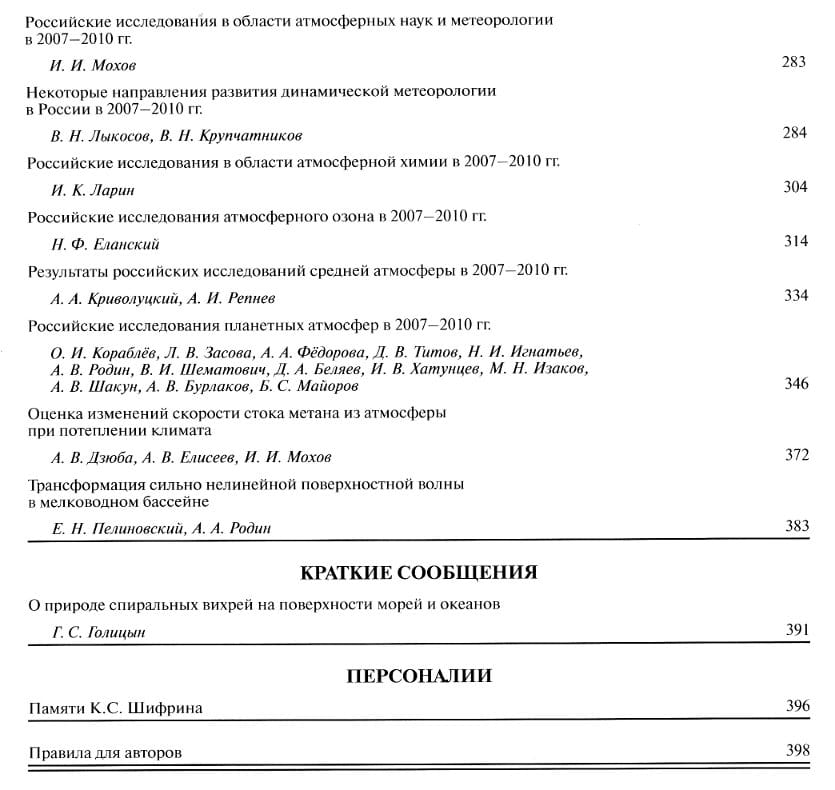 Российские исследования в области атмосферных наук и метеорологии
в 2007–2010 гг.
И. И. Мохов 283
Некоторые направления развития динамической метеорологии
в России в 2007–2010 гг.
В. Н. Лыкосов, В. Н. Крупчатников 284
Российские исследования в области атмосферной химии в 2007–2010 гг.
И. К. Ларин 304
Российские исследования атмосферного озона в 2007–2010 гг.
Н. Ф. Еланский 314
Результаты российских исследований средней атмосферы в 2007–2010 гг.
А. А. Криволуцкий, А. И. Репнев 334
Российские исследования планетных атмосфер в 2007–2010 гг.
О. И. Кораблёв, Л. В. Засова, А. А. Фёдорова, Д. В. Титов, Н. И. Игнатьев,
А. В. Родин, В. И. Шематович, Д. А. Беляев, И. В. Хатунцев, М. Н. Изаков,
А. В. Шакун, А. В. Бурлаков, Б. С. Майоров 346
Оценка изменений скорости стока метана из атмосферы
при потеплении климата
А. В. Дзюба, А. В. Елисеев, И. И. Мохов 372
Трансформация сильно нелинейной поверхностной волны
в мелководном бассейне
Е. Н. Пелиновский, А. А. Родин 383
КРАТКИЕ СООБЩЕНИЯ
О природе спиральных вихрей на поверхности морей и океанов
Г. С. Голицын 391
ПЕРСОНАЛИИ
Памяти К.С. Шифрина 396
Правила для авторов 398